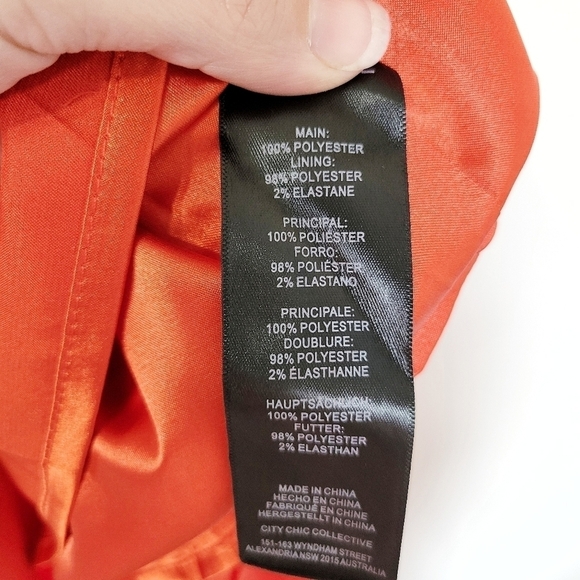 MAIN:
100% POLYESTER
LINING:
98% POLYESTER
2% ELASTANE
PRINCIPAL:
100% POLIÉSTER
FORRO:
98% POLIÉSTER
2% ELASTANO
PRINCIPALE:
100% POLYESTER
DOUBLURE:
98% POLYESTER
2% ÉLASTHANNE
HAUPTSÄCHLICH:
100% POLYESTER
FUTTER:
98% POLYESTER
2% ELASTHAN
MADE IN CHINA
HECHO EN CHINA
FABRIQUÉ EN CHINE
HERGESTELLT IN CHINA
CITY CHIC COLLECTIVE
151-163 WYNDHAM STREET
ALEXANDRIA NSW 2015 AUSTRALIA